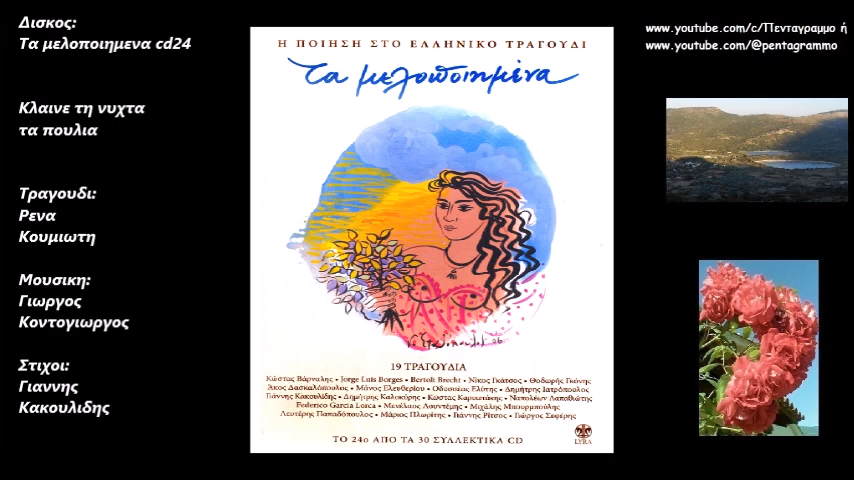 Δισκος:
Τα μελοποιημενα cd24
Κλαινε τη νυχτα
τα πουλια
Τραγουδι:
Ρενα
Κουμιωτη
Μουσικη:
Γιωργος
Κοντογιωργος
Στιχοι:
Γιαννης
Κακουλιδης
Η ΠΟΙΗΣΗ ΣΤΟ ΕΛΛΗΝΙΚΟ ΤΡΑΓΟΥΔΙ
Τα μελοποιημένα
19 ΤΡΑΓΟΥΔΙΑ
Κώστας Βάρναλης • Jorge Luis Borges • Bertolt Brecht • Νίκος Γκάτσος • Θοδωρής Γκόνης
Άκος Δασκαλόπουλος • Μάνος Ελευθερίου • Οδυσσέας Ελύτης • Δημήτρης Ιατρόπουλος
Γιάννης Κακουλίδης • Δημήτρης Καλοκύρης • Κώστας Καρυωτάκης • Ναπολέων Λαπαθιώτης
Federico Garcia Lorca • Μενέλαος Λουντέμης • Μιχάλης Μπουρμπούλης
Λευτέρης Παπαδόπουλος • Μάριος Πλωρίτης • Γιάννης Ρίτσος • Γιώργος Σεφέρης
ΤΟ 24ο ΑΠΟ ΤΑ 30 ΣΥΛΛΕΚΤΙΚΑ CD
LYRA
www.youtube.com/c/Πενταγραμμο ή
www.youtube.com/@pentagrammo